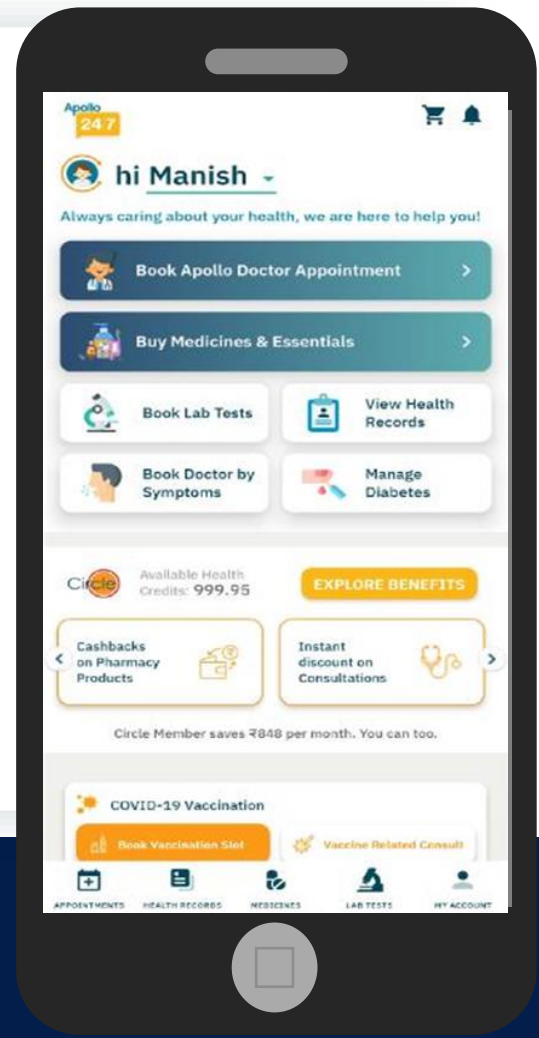 Apollo
24|7
hi Manish
Always caring about your health, we are here to help you!
Book Apollo Doctor Appointment
Buy Medicines & Essentials
Book Lab Tests
View Health
Records
Book Doctor by
Symptoms
Manage
Diabetes
Circle
Available Health
Credits: 999.95
EXPLORE BENEFITS
Cashbacks
on Pharmacy
Products
Instant
discount on
Consultations
Circle Member saves ₹848 per month. You can too.
COVID-19 Vaccination
Book Vaccination Slot
Vaccine Related Consult
APPOINTMENTS
HEALTH RECORDS
MEDICINES
LAB TESTS
MY ACCOUNT